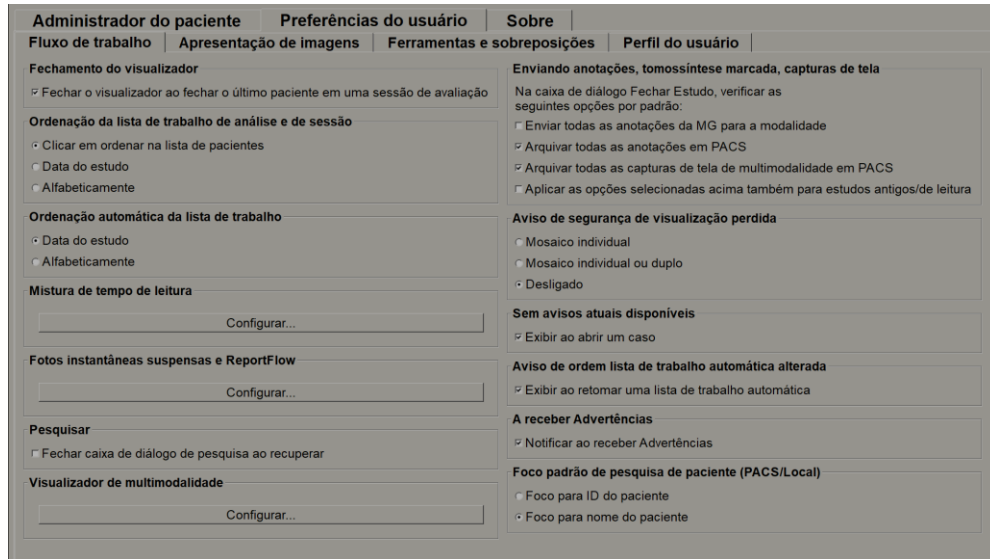 Administrador do paciente
Preferências do usuário
Sobre
Fluxo de trabalho
Apresentação de imagens
Ferramentas e sobreposições
Perfil do usuário
Fechamento do visualizador
Fechar o visualizador ao fechar o último paciente em uma sessão de avaliação
Ordenação da lista de trabalho de análise e de sessão
Clicar em ordenar na lista de pacientes
Data do estudo
Alfabeticamente
Ordenação automática da lista de trabalho
Data do estudo
Alfabeticamente
Mistura de tempo de leitura
Configurar...
Fotos instantâneas suspensas e ReportFlow
Configurar...
Pesquisar
Fechar caixa de diálogo de pesquisa ao recuperar
Visualizador de multimodalidade
Configurar...
Enviando anotações, tomossíntese marcada, capturas de tela
Na caixa de diálogo Fechar Estudo, verificar as
seguintes opções por padrão:
Enviar todas as anotações da MG para a modalidade
Arquivar todas as anotações em PACS
Arquivar todas as capturas de tela de multimodalidade em PACS
Aplicar as opções selecionadas acima também para estudos antigos/de leitura
Aviso de segurança de visualização perdida
Mosaico individual
Mosaico individual ou duplo
Desligado
Sem avisos atuais disponíveis
Exibir ao abrir um caso
Aviso de ordem lista de trabalho automática alterada
Exibir ao retomar uma lista de trabalho automática
A receber Advertências
Notificar ao receber Advertências
Foco padrão de pesquisa de paciente (PACS/Local)
Foco para ID do paciente
Foco para nome do paciente